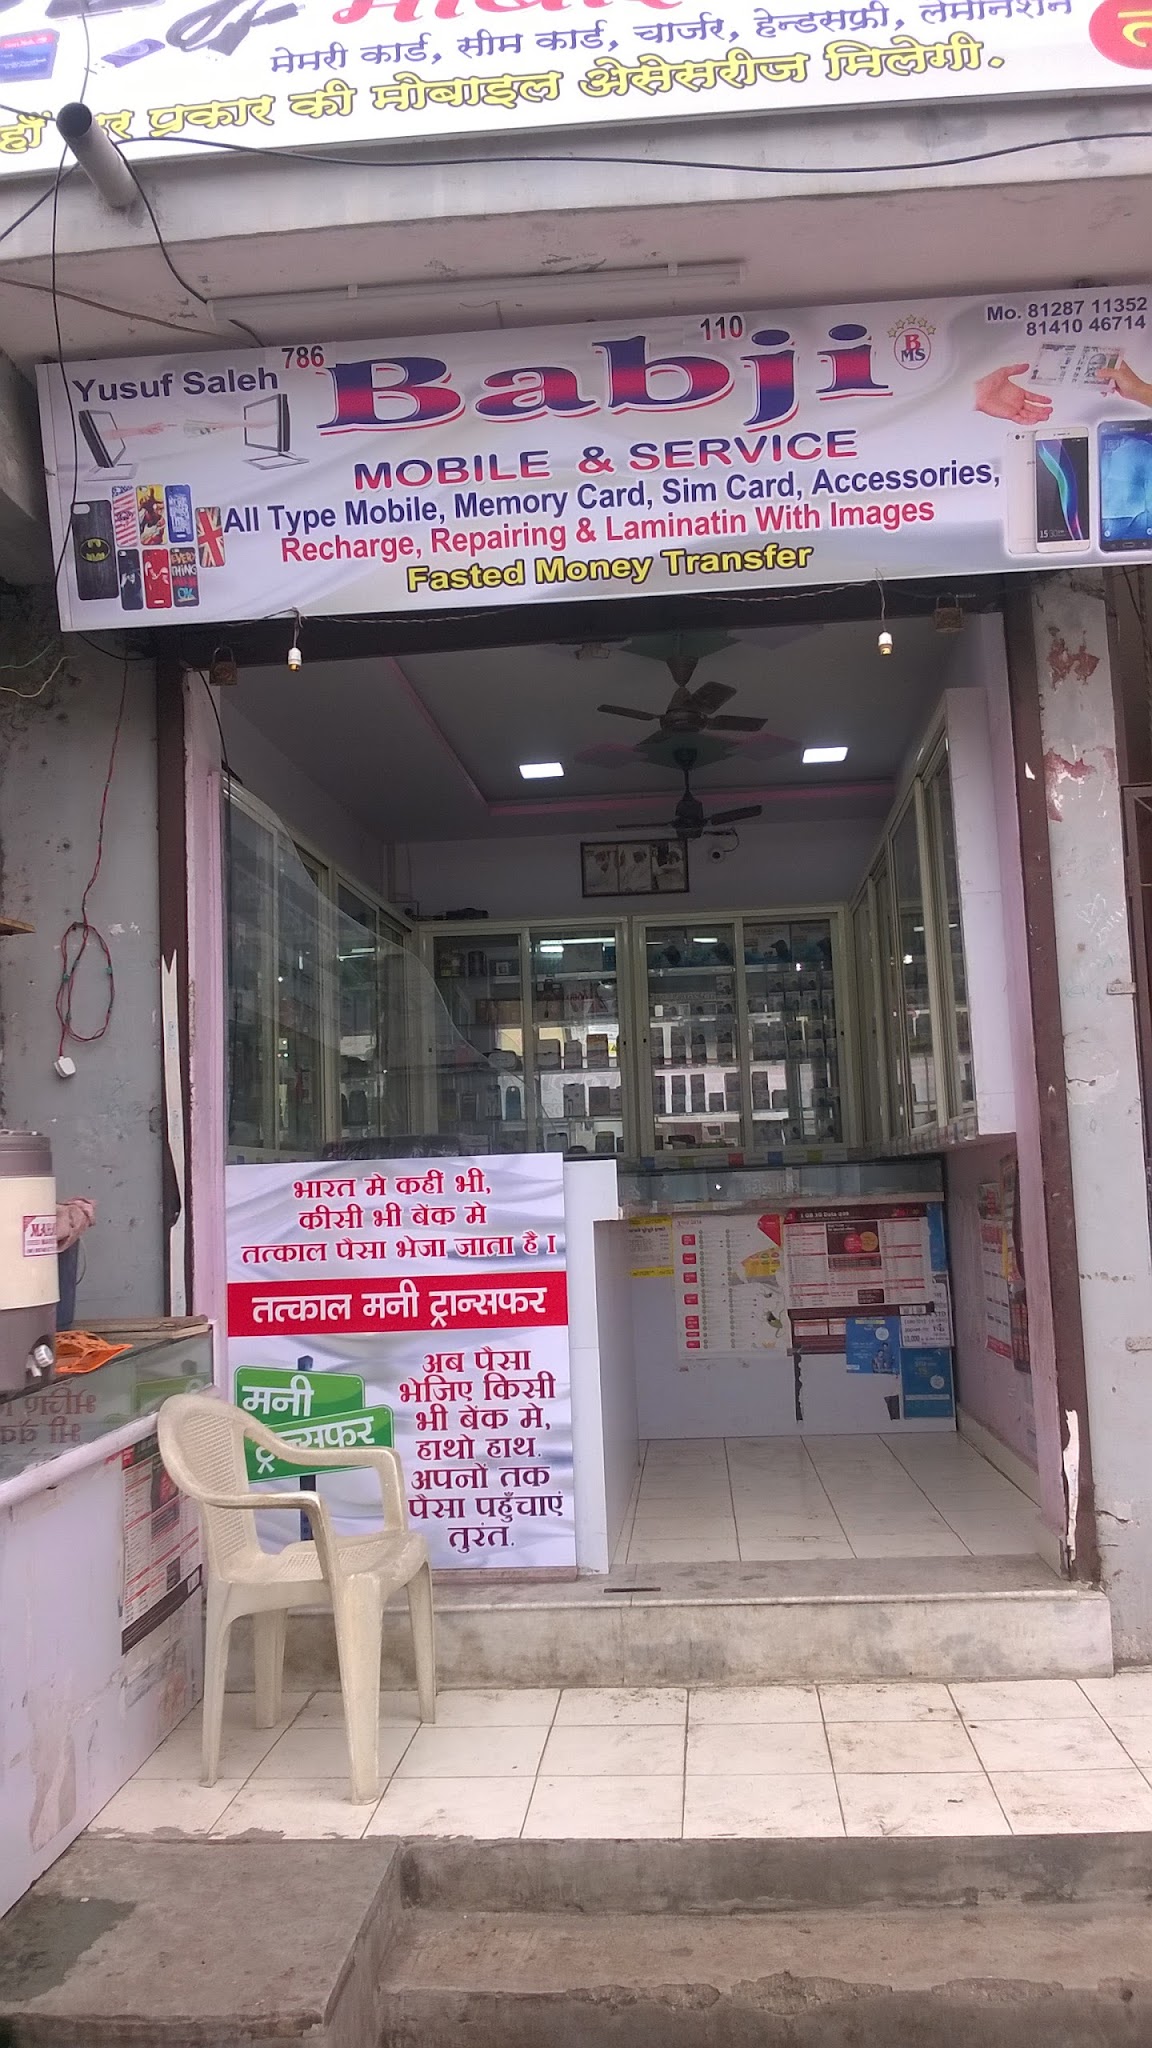 मेमरी कार्ड, सीम कार्ड, चार्जर, हेन्डसफ्री, लेमीनेशन
प्रकार की मोबाइल अेसेसरीज मिलेगी.
Yusuf Saleh
786
110
Babji
BMS
Mo. 81287 11352
81410 46714
MOBILE & SERVICE
All Type Mobile, Memory Card, Sim Card, Accessories,
Recharge, Repairing & Laminatin With Images
Fasted Money Transfer
भारत मे कहीं भी,
कीसी भी बेंक मे
तत्काल पैसा भेजा जाता है I
तत्काल मनी ट्रान्सफर
मनी
ट्रान्सफर
अब पैसा
भेजिए किसी
भी बेंक मे,
हाथो हाथ.
अपनों तक
पैसा पहुँचाएं
तुरंत.